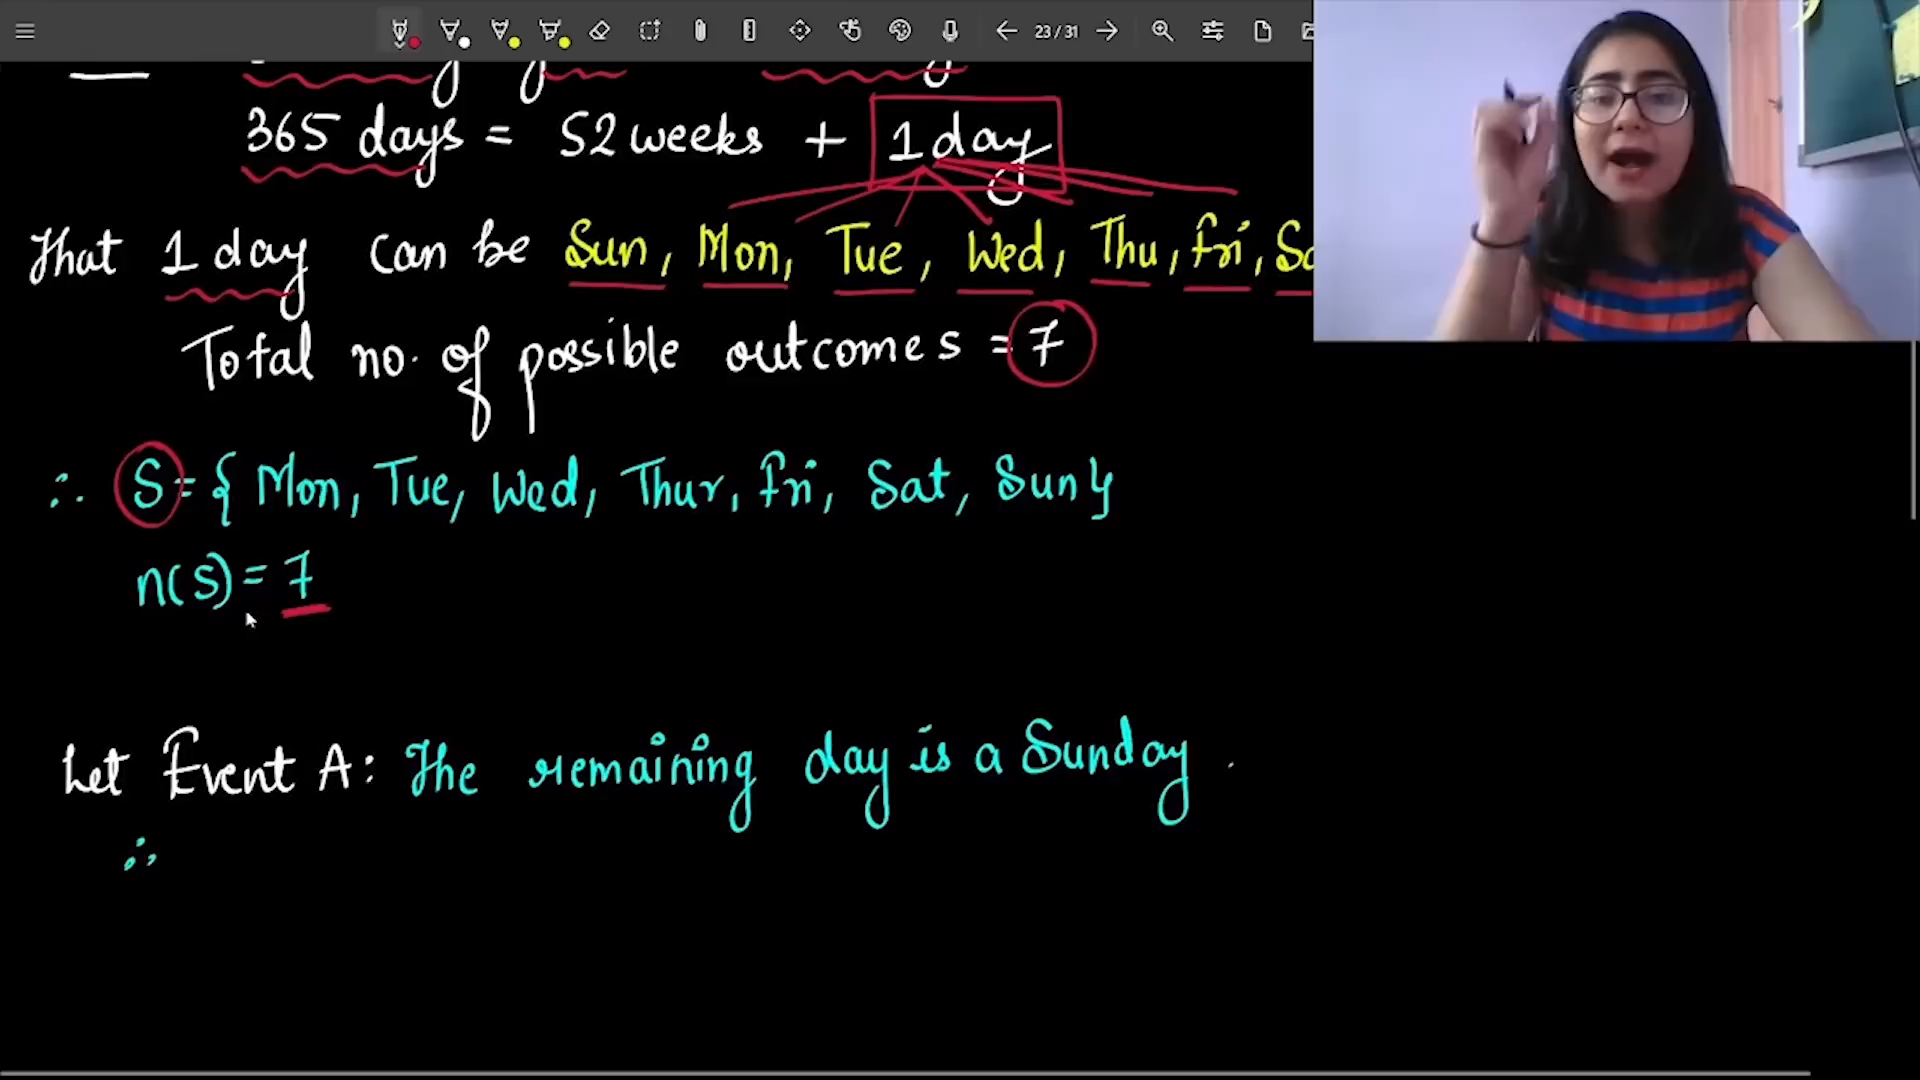 23/31
365 days = 52 weeks + 1 day
That 1 day can be Sun, Mon, Tue, Wed, Thu, Fri, Sa
Total no. of possible outcomes = 7
∴ S = { Mon, Tue, Wed, Thur, Fri, Sat, Sun}
n(S) = 7
Let Event A: The remaining day is a Sunday.
∴